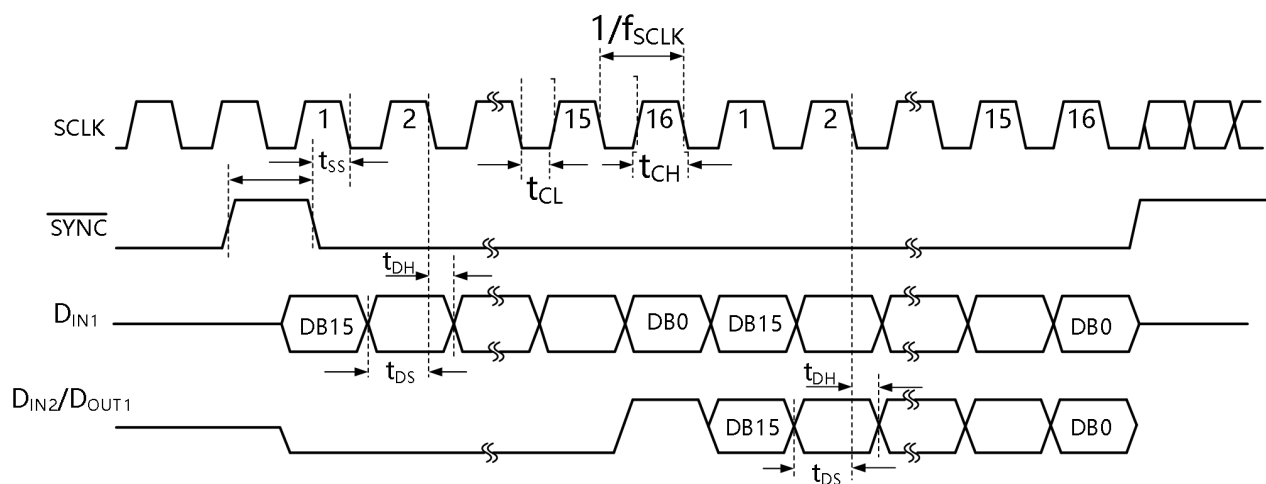 1/fSCLK
SCLK 1 2 15 16 1 2 15 16
tSS tCL tCH
SYNC
tDH
DIN1 DB15 DB0 DB15 DB0
tDS tDH
DIN2/DOUT1 DB15 DB0
tDS